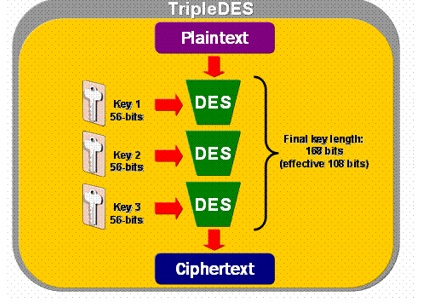 TripleDES
Plaintext
Key 1
56-bits
DES
Key 2
56-bits
DES
Key 3
56-bits
DES
Final key length:
168 bits
(effective 108 bits)
Ciphertext